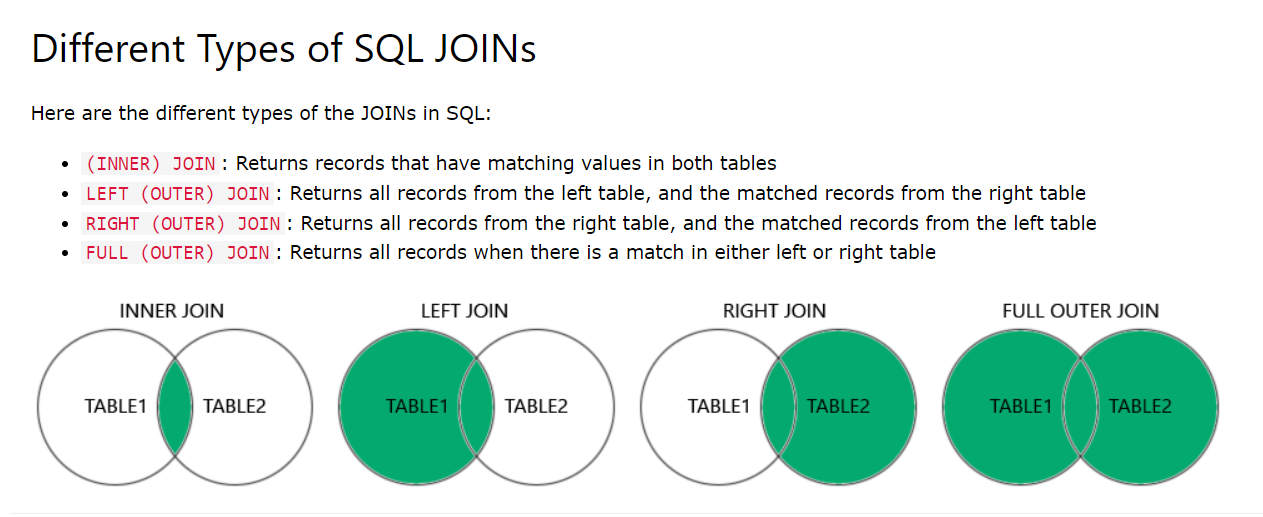 Different Types of SQL JOINs
Here are the different types of the JOINs in SQL:
(INNER) JOIN: Returns records that have matching values in both tables
LEFT (OUTER) JOIN: Returns all records from the left table, and the matched records from the right table
RIGHT (OUTER) JOIN: Returns all records from the right table, and the matched records from the left table
FULL (OUTER) JOIN: Returns all records when there is a match in either left or right table
INNER JOIN
TABLE1 TABLE2
LEFT JOIN
TABLE1 TABLE2
RIGHT JOIN
TABLE1 TABLE2
FULL OUTER JOIN
TABLE1 TABLE2